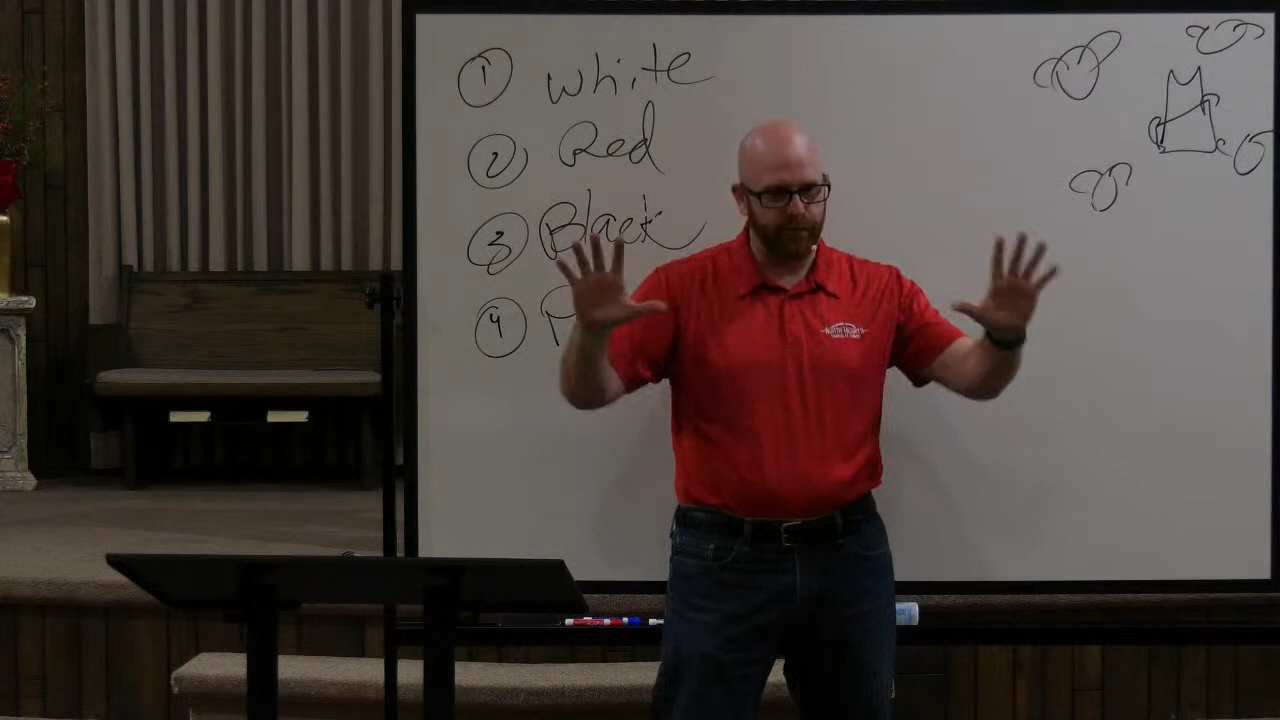 ① White
② Red
③ Black
④ P